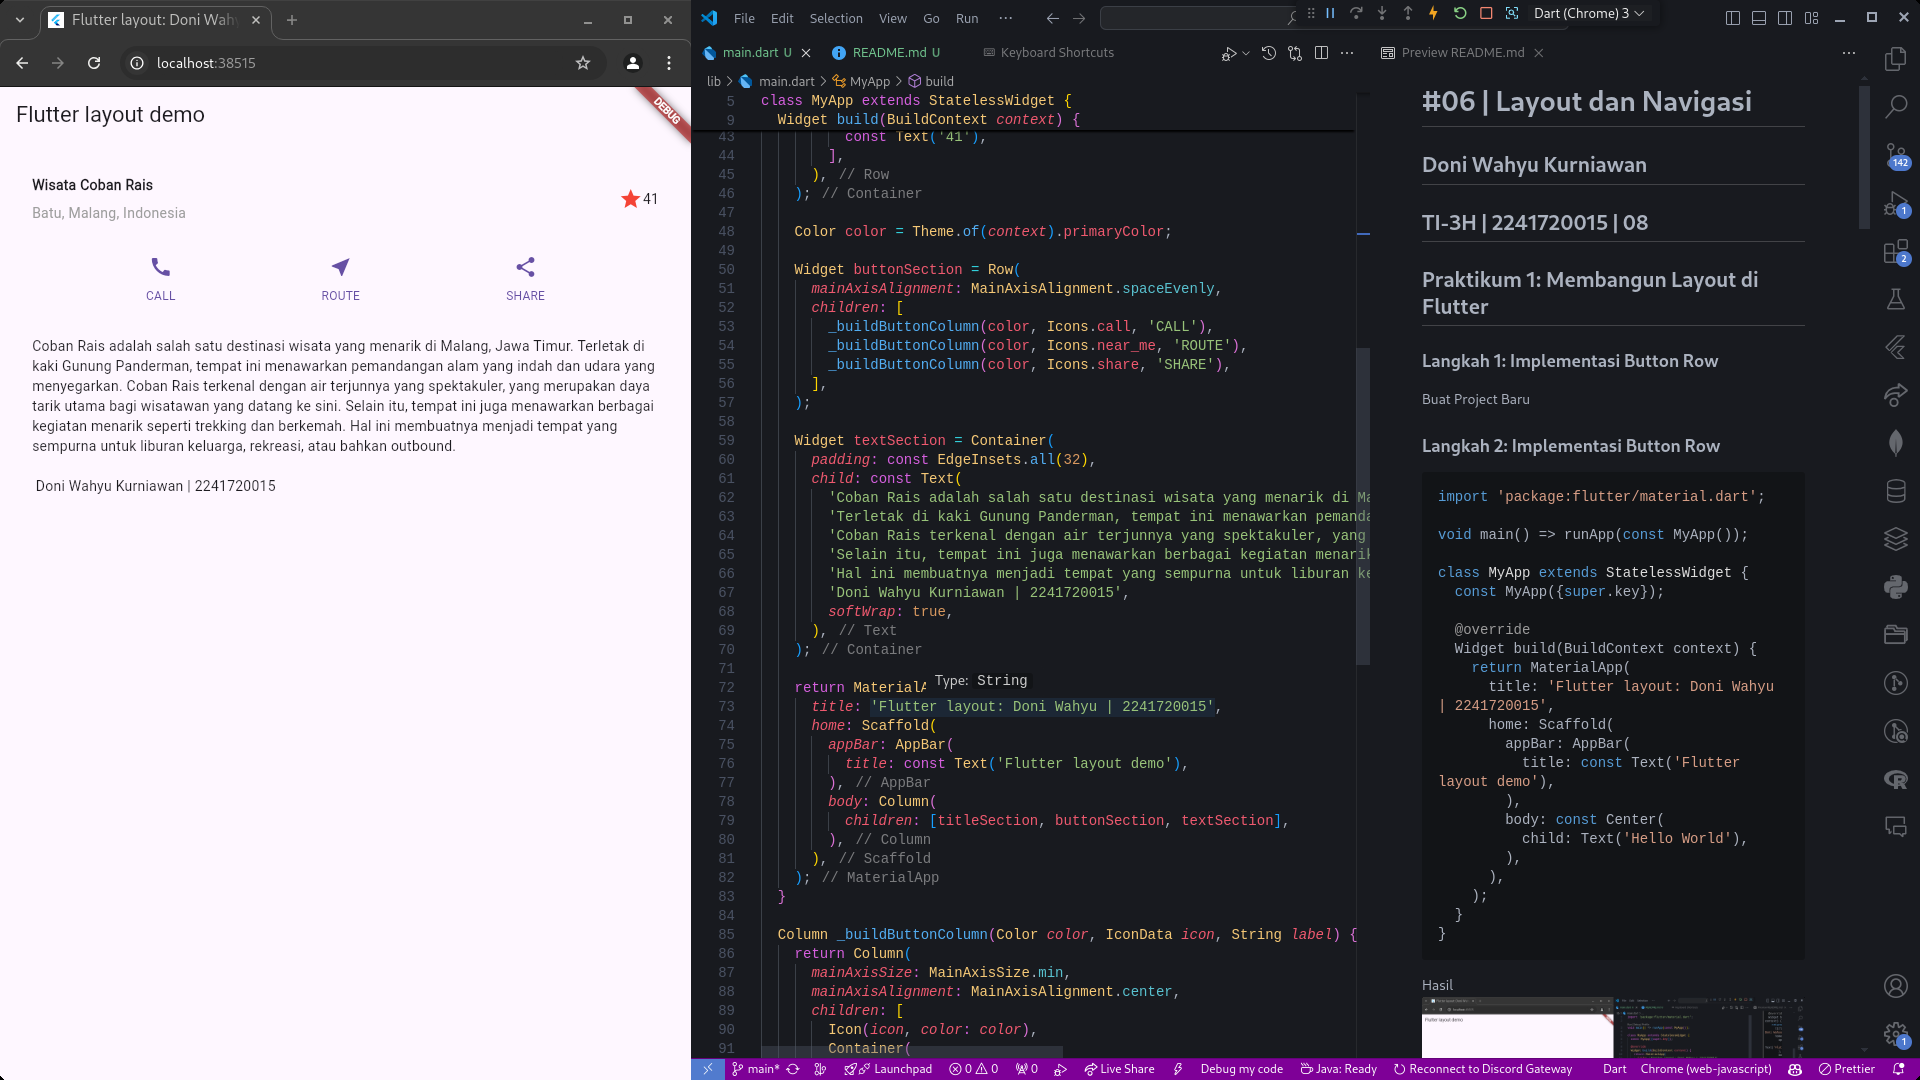 Flutter layout: Doni Wah
localhost:38515
Flutter layout demo
DEBUG
Wisata Coban Rais
Batu, Malang, Indonesia
41
CALL
ROUTE
SHARE
Coban Rais adalah salah satu destinasi wisata yang menarik di Malang, Jawa Timur. Terletak di
kaki Gunung Panderman, tempat ini menawarkan pemandangan alam yang indah dan udara yang
menyegarkan. Coban Rais terkenal dengan air terjunnya yang spektakuler, yang merupakan daya
tarik utama bagi wisatawan yang datang ke sini. Selain itu, tempat ini juga menawarkan berbagai
kegiatan menarik seperti trekking dan berkemah. Hal ini membuatnya menjadi tempat yang
sempurna untuk liburan keluarga, rekreasi, atau bahkan outbound.
Doni Wahyu Kurniawan | 2241720015
File Edit Selection View Go Run ···
Dart (Chrome) 3
main.dart U
README.md U
Keyboard Shortcuts
lib > main.dart > MyApp > build
5 class MyApp extends StatelessWidget {
9 Widget build(BuildContext context) {
43 const Text('41'),
44 ],
45 ), // Row
46 ); // Container
47
48 Color color = Theme.of(context).primaryColor;
49
50 Widget buttonSection = Row(
51 mainAxisAlignment: MainAxisAlignment.spaceEvenly,
52 children: [
53 _buildButtonColumn(color, Icons.call, 'CALL'),
54 _buildButtonColumn(color, Icons.near_me, 'ROUTE'),
55 _buildButtonColumn(color, Icons.share, 'SHARE'),
56 ],
57 );
58
59 Widget textSection = Container(
60 padding: const EdgeInsets.all(32),
61 child: const Text(
62 'Coban Rais adalah salah satu destinasi wisata yang menarik di Ma
63 'Terletak di kaki Gunung Panderman, tempat ini menawarkan pemanda
64 'Coban Rais terkenal dengan air terjunnya yang spektakuler, yang
65 'Selain itu, tempat ini juga menawarkan berbagai kegiatan menarik
66 'Hal ini membuatnya menjadi tempat yang sempurna untuk liburan ke
67 'Doni Wahyu Kurniawan | 2241720015',
68 softWrap: true,
69 ), // Text
70 ); // Container
71
Type: String
72 return MaterialA
73 title: 'Flutter layout: Doni Wahyu | 2241720015',
74 home: Scaffold(
75 appBar: AppBar(
76 title: const Text('Flutter layout demo'),
77 ), // AppBar
78 body: Column(
79 children: [titleSection, buttonSection, textSection],
80 ), // Column
81 ), // Scaffold
82 ); // MaterialApp
83 }
84
85 Column _buildButtonColumn(Color color, IconData icon, String label) {
86 return Column(
87 mainAxisSize: MainAxisSize.min,
88 mainAxisAlignment: MainAxisAlignment.center,
89 children: [
90 Icon(icon, color: color),
91 Container(
Preview README.md
#06 | Layout dan Navigasi
Doni Wahyu Kurniawan
TI-3H | 2241720015 | 08
Praktikum 1: Membangun Layout di
Flutter
Langkah 1: Implementasi Button Row
Buat Project Baru
Langkah 2: Implementasi Button Row
import 'package:flutter/material.dart';
void main() => runApp(const MyApp());
class MyApp extends StatelessWidget {
const MyApp({super.key});
@override
Widget build(BuildContext context) {
return MaterialApp(
title: 'Flutter layout: Doni Wahyu
| 2241720015',
home: Scaffold(
appBar: AppBar(
title: const Text('Flutter
layout demo'),
),
body: const Center(
child: Text('Hello World'),
),
),
);
}
}
Hasil
142
1
2
1
main*
Launchpad
0 0
0
Live Share
Debug my code
Java: Ready
Reconnect to Discord Gateway
Dart
Chrome (web-javascript)
Prettier